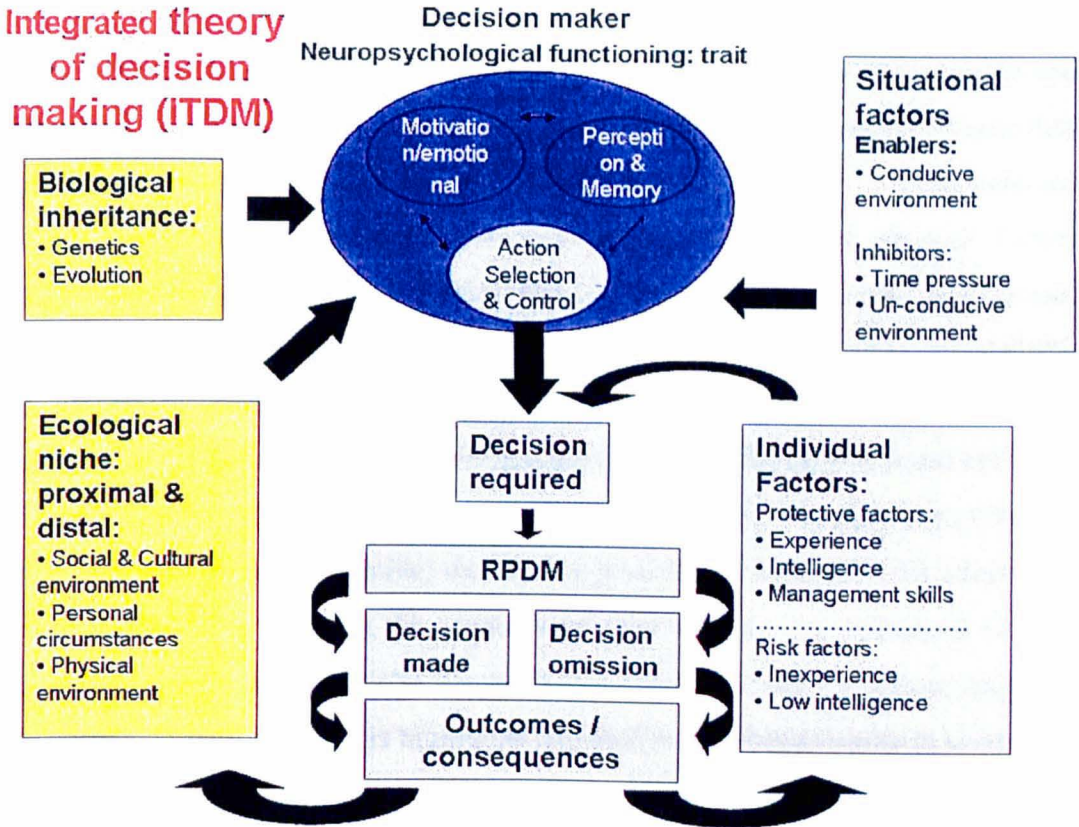 Integrated theory
of decision
making (ITDM)
Decision maker
Neuropsychological functioning: trait
Motivatio
n/emotio
nal
Percepti
on &
Memory
Action
Selection
& Control
Biological
inheritance:
• Genetics
• Evolution
Situational
factors
Enablers:
• Conducive
environment
Inhibitors:
• Time pressure
• Un-conducive
environment
Ecological
niche:
proximal &
distal:
• Social & Cultural
environment
• Personal
circumstances
• Physical
environment
Decision
required
RPDM
Decision
made
Decision
omission
Outcomes /
consequences
Individual
Factors:
Protective factors:
• Experience
• Intelligence
• Management skills
................................
Risk factors:
• Inexperience
• Low intelligence